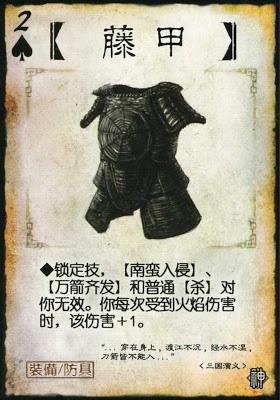 2
【藤甲】
◆锁定技，【南蛮入侵】、
【万箭齐发】和普通【杀】对
你无效。你每次受到火焰伤害
时，该伤害+1。
"... 穿在身上，渡江不沉，经水不湿，
刀箭皆不能入..."
《三国演义》
装備/防具
神